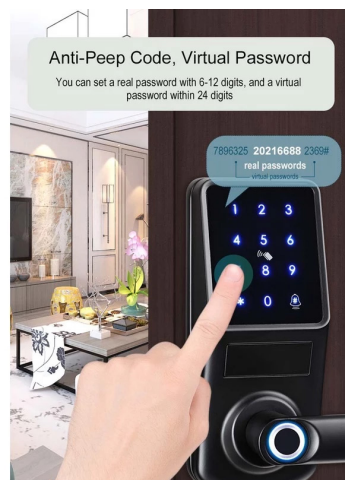 Anti-Peep Code, Virtual Password
You can set a real password with 6-12 digits, and a virtual
password within 24 digits
7896325 20216688 2369#
real passwords
virtual passwords
1 2 3
4 5 6
8 9
* 0